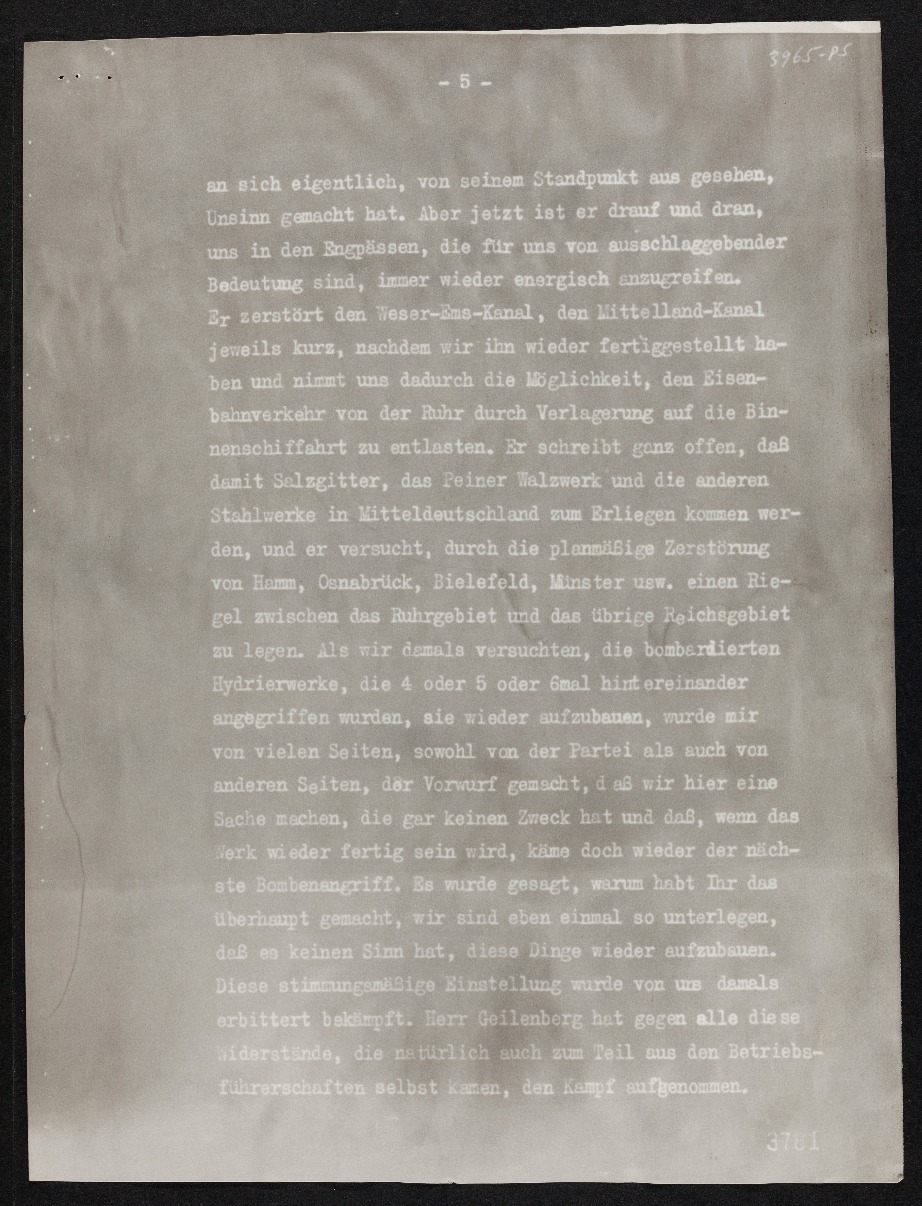 3965-PS
- 5 -
an sich eigentlich, von seinem Standpunkt aus gesehen,
Unsinn gemacht hat. Aber jetzt ist er drauf und dran,
uns in den Engpässen, die für uns von ausschlaggebender
Bedeutung sind, immer wieder energisch anzugreifen.
Er zerstört den Weser-Ems-Kanal, den Mittelland-Kanal
jeweils kurz, nachdem wir ihn wieder fertiggestellt ha-
ben und nimmt uns dadurch die Möglichkeit, den Eisen-
bahnverkehr von der Ruhr durch Verlagerung auf die Bin-
nenschiffahrt zu entlasten. Er schreibt ganz offen, daß
damit Salzgitter, das Peiner Walzwerk und die anderen
Stahlwerke in Mitteldeutschland zum Erliegen kommen wer-
den, und er versucht, durch die planmäßige Zerstörung
von Hamm, Osnabrück, Bielefeld, Münster usw. einen Rie-
gel zwischen das Ruhrgebiet und das übrige Reichsgebiet
zu legen. Als wir damals versuchten, die bombardierten
Hydrierwerke, die 4 oder 5 oder 6mal hintereinander
angegriffen wurden, sie wieder aufzubauen, wurde mir
von vielen Seiten, sowohl von der Partei als auch von
anderen Seiten, der Vorwurf gemacht, d aß wir hier eine
Sache machen, die gar keinen Zweck hat und daß, wenn das
Werk wieder fertig sein wird, käme doch wieder der näch-
ste Bombenangriff. Es wurde gesagt, warum habt Ihr das
überhaupt gemacht, wir sind eben einmal so unterlegen,
daß es keinen Sinn hat, diese Dinge wieder aufzubauen.
Diese stimmungsmäßige Einstellung wurde von uns damals
erbittert bekämpft. Herr Geilenberg hat gegen alle diese
Widerstände, die natürlich auch zum Teil aus den Betriebs-
führerschaften selbst kamen, den Kampf aufgenommen.
3781